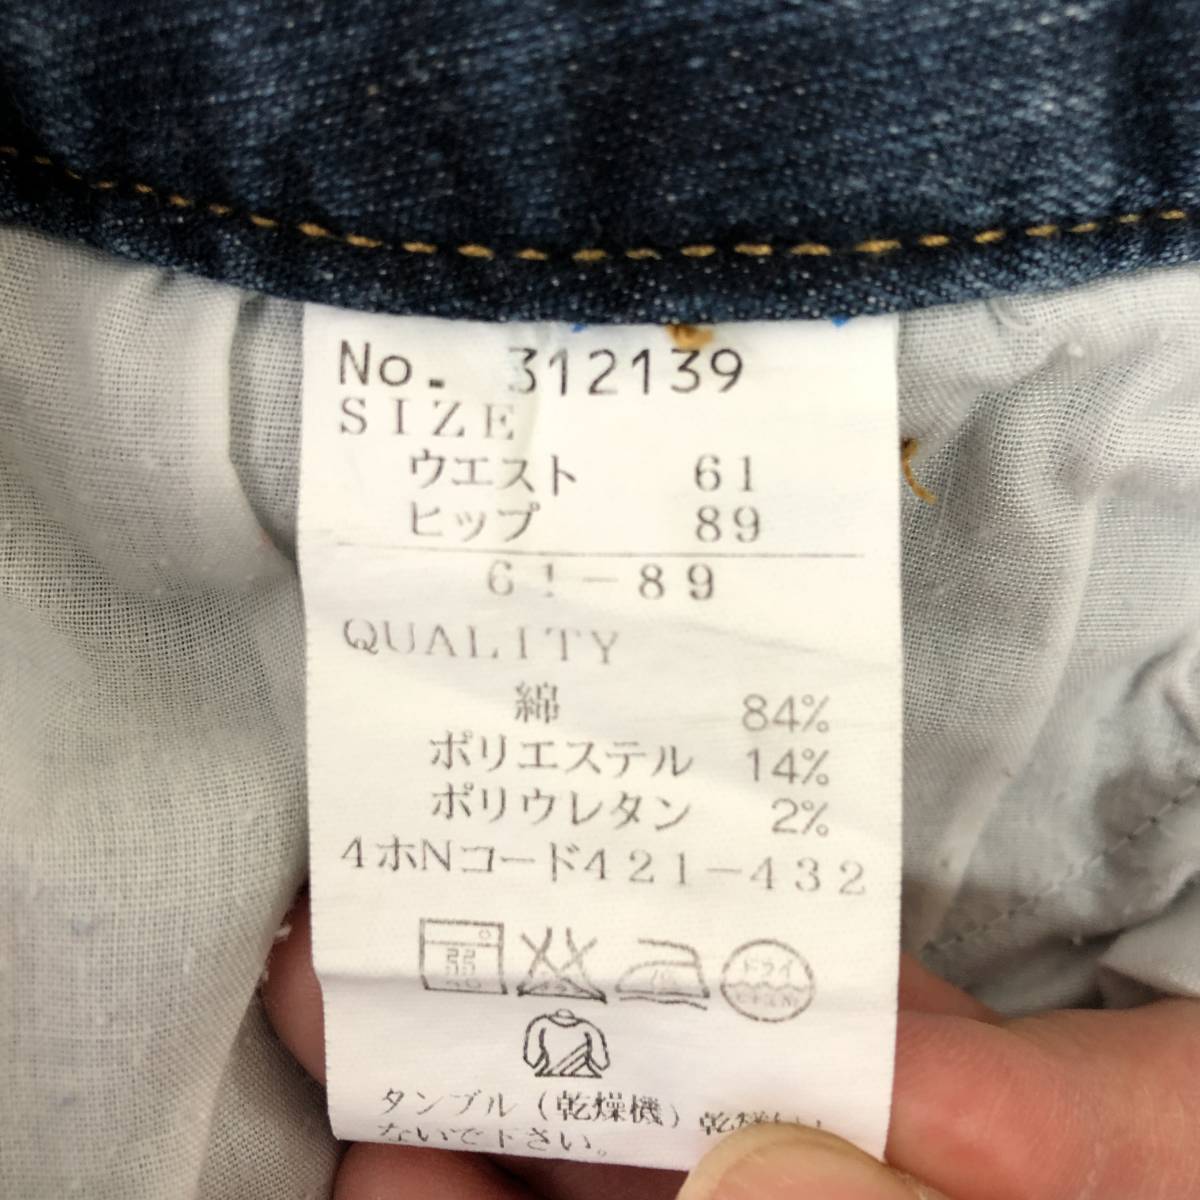 No. 312139
SIZE
ウエスト 61
ヒップ 89
61-89
QUALITY
綿 84%
ポリエステル 14%
ポリウレタン 2%
4ホNコード421-432
ドライ
タンブル(乾燥機)乾燥は
ないで下さい。